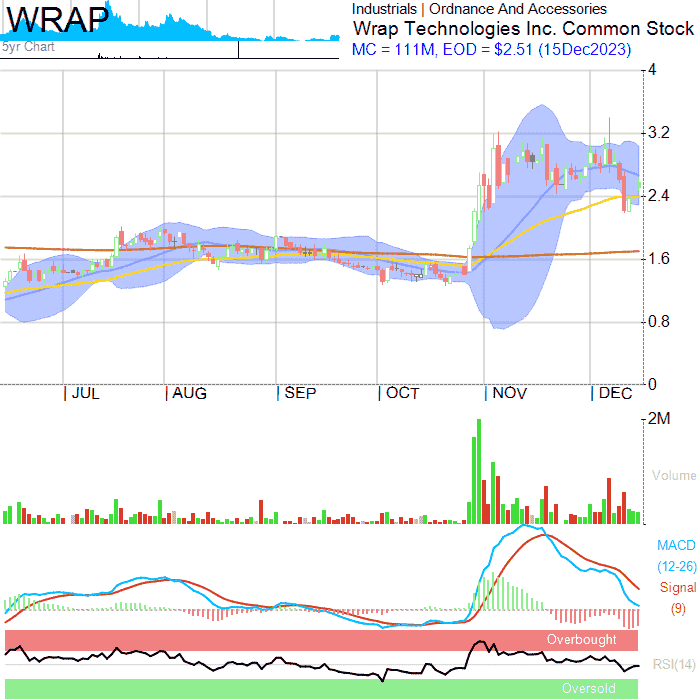 WRAP
5yr Chart
Industrials | Ordnance And Accessories
Wrap Technologies Inc. Common Stock
MC = 111M, EOD = $2.51 (15Dec2023)
4
3.2
2.4
1.6
0.8
0
| JUL | AUG | SEP | OCT | NOV | DEC
2M
Volume
MACD
(12-26)
Signal
(9)
Overbought
RSI(14)
Oversold